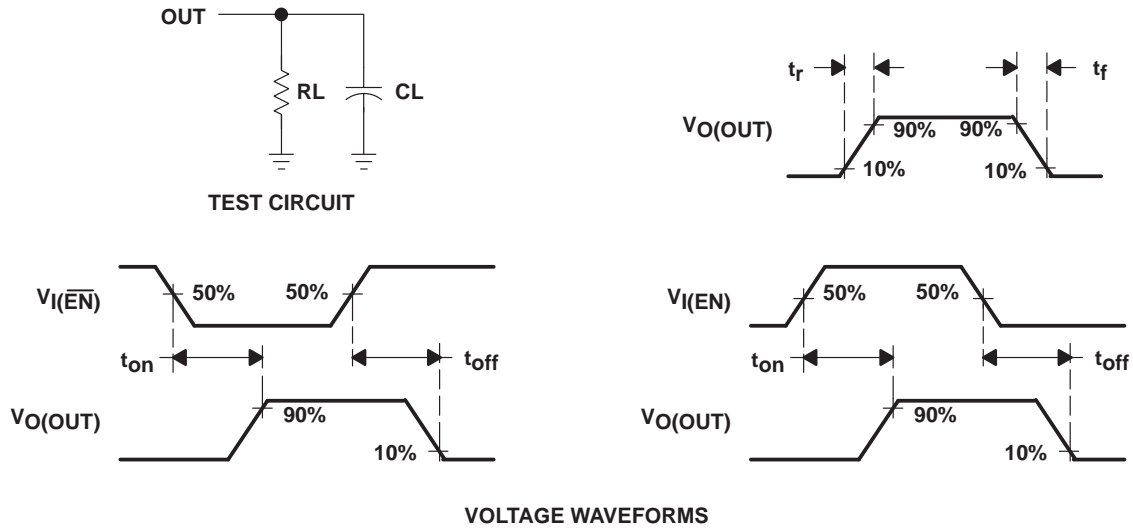 OUT
RL
CL
TEST CIRCUIT
tr
tf
VO(OUT)
90%
90%
10%
10%
VI(E̅N̅)
50%
50%
ton
toff
VO(OUT)
90%
10%
VI(EN)
50%
50%
ton
toff
VO(OUT)
90%
10%
VOLTAGE WAVEFORMS